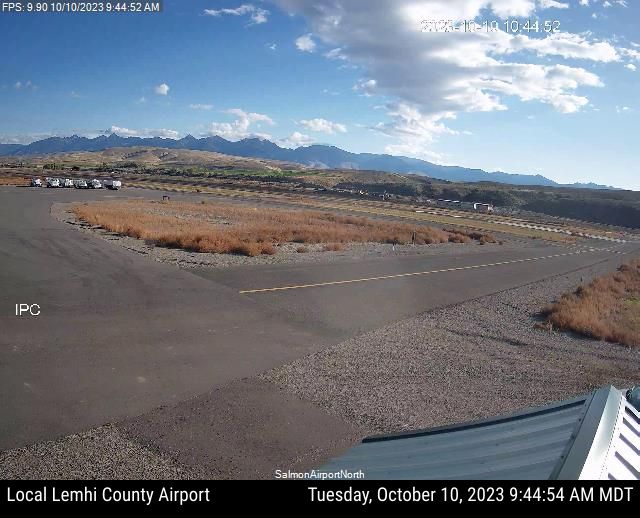 FPS: 9.90 10/10/2023 9:44:52 AM
2023-10-10 10:44:52
IPC
SalmonAirportNorth
Local Lemhi County Airport Tuesday, October 10, 2023 9:44:54 AM MDT